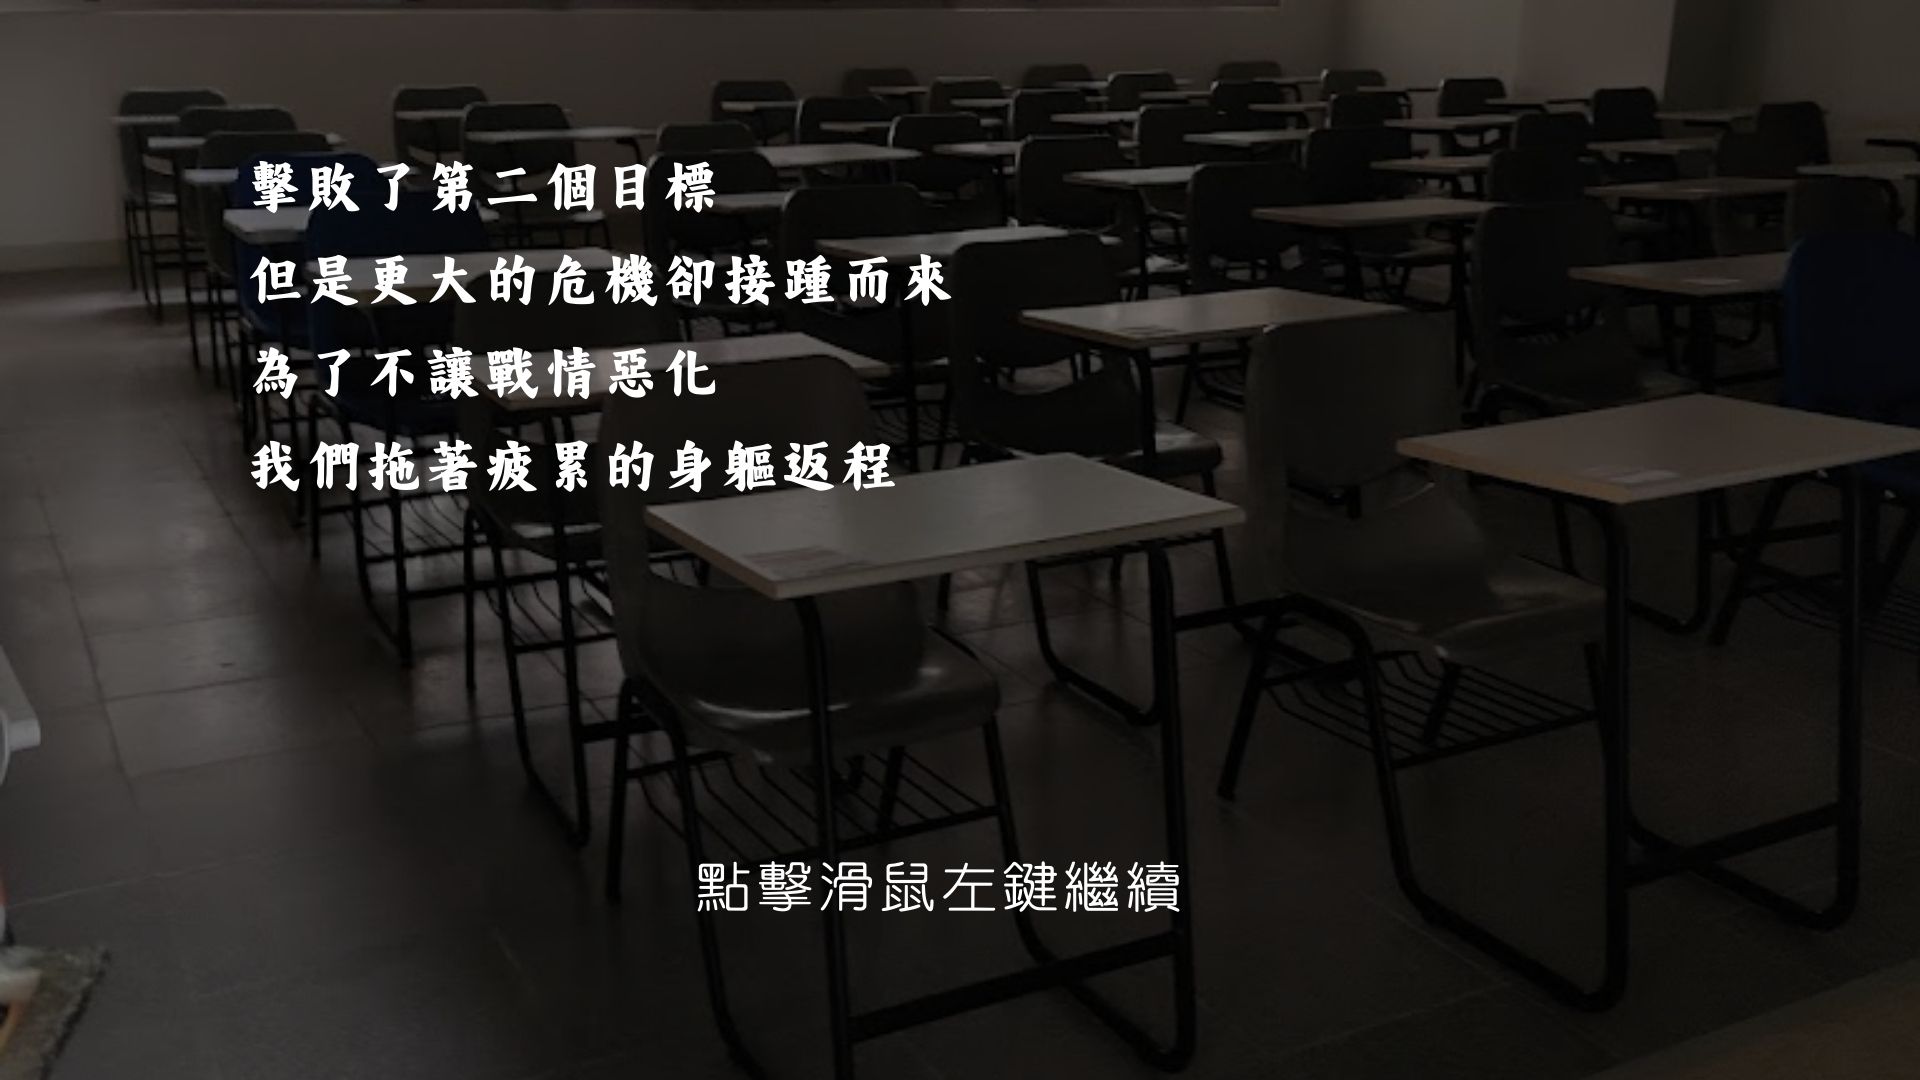 擊敗了第二個目標
但是更大的危機卻接踵而來
為了不讓戰情惡化
我們拖著疲累的身軀返程
點擊滑鼠左鍵繼續